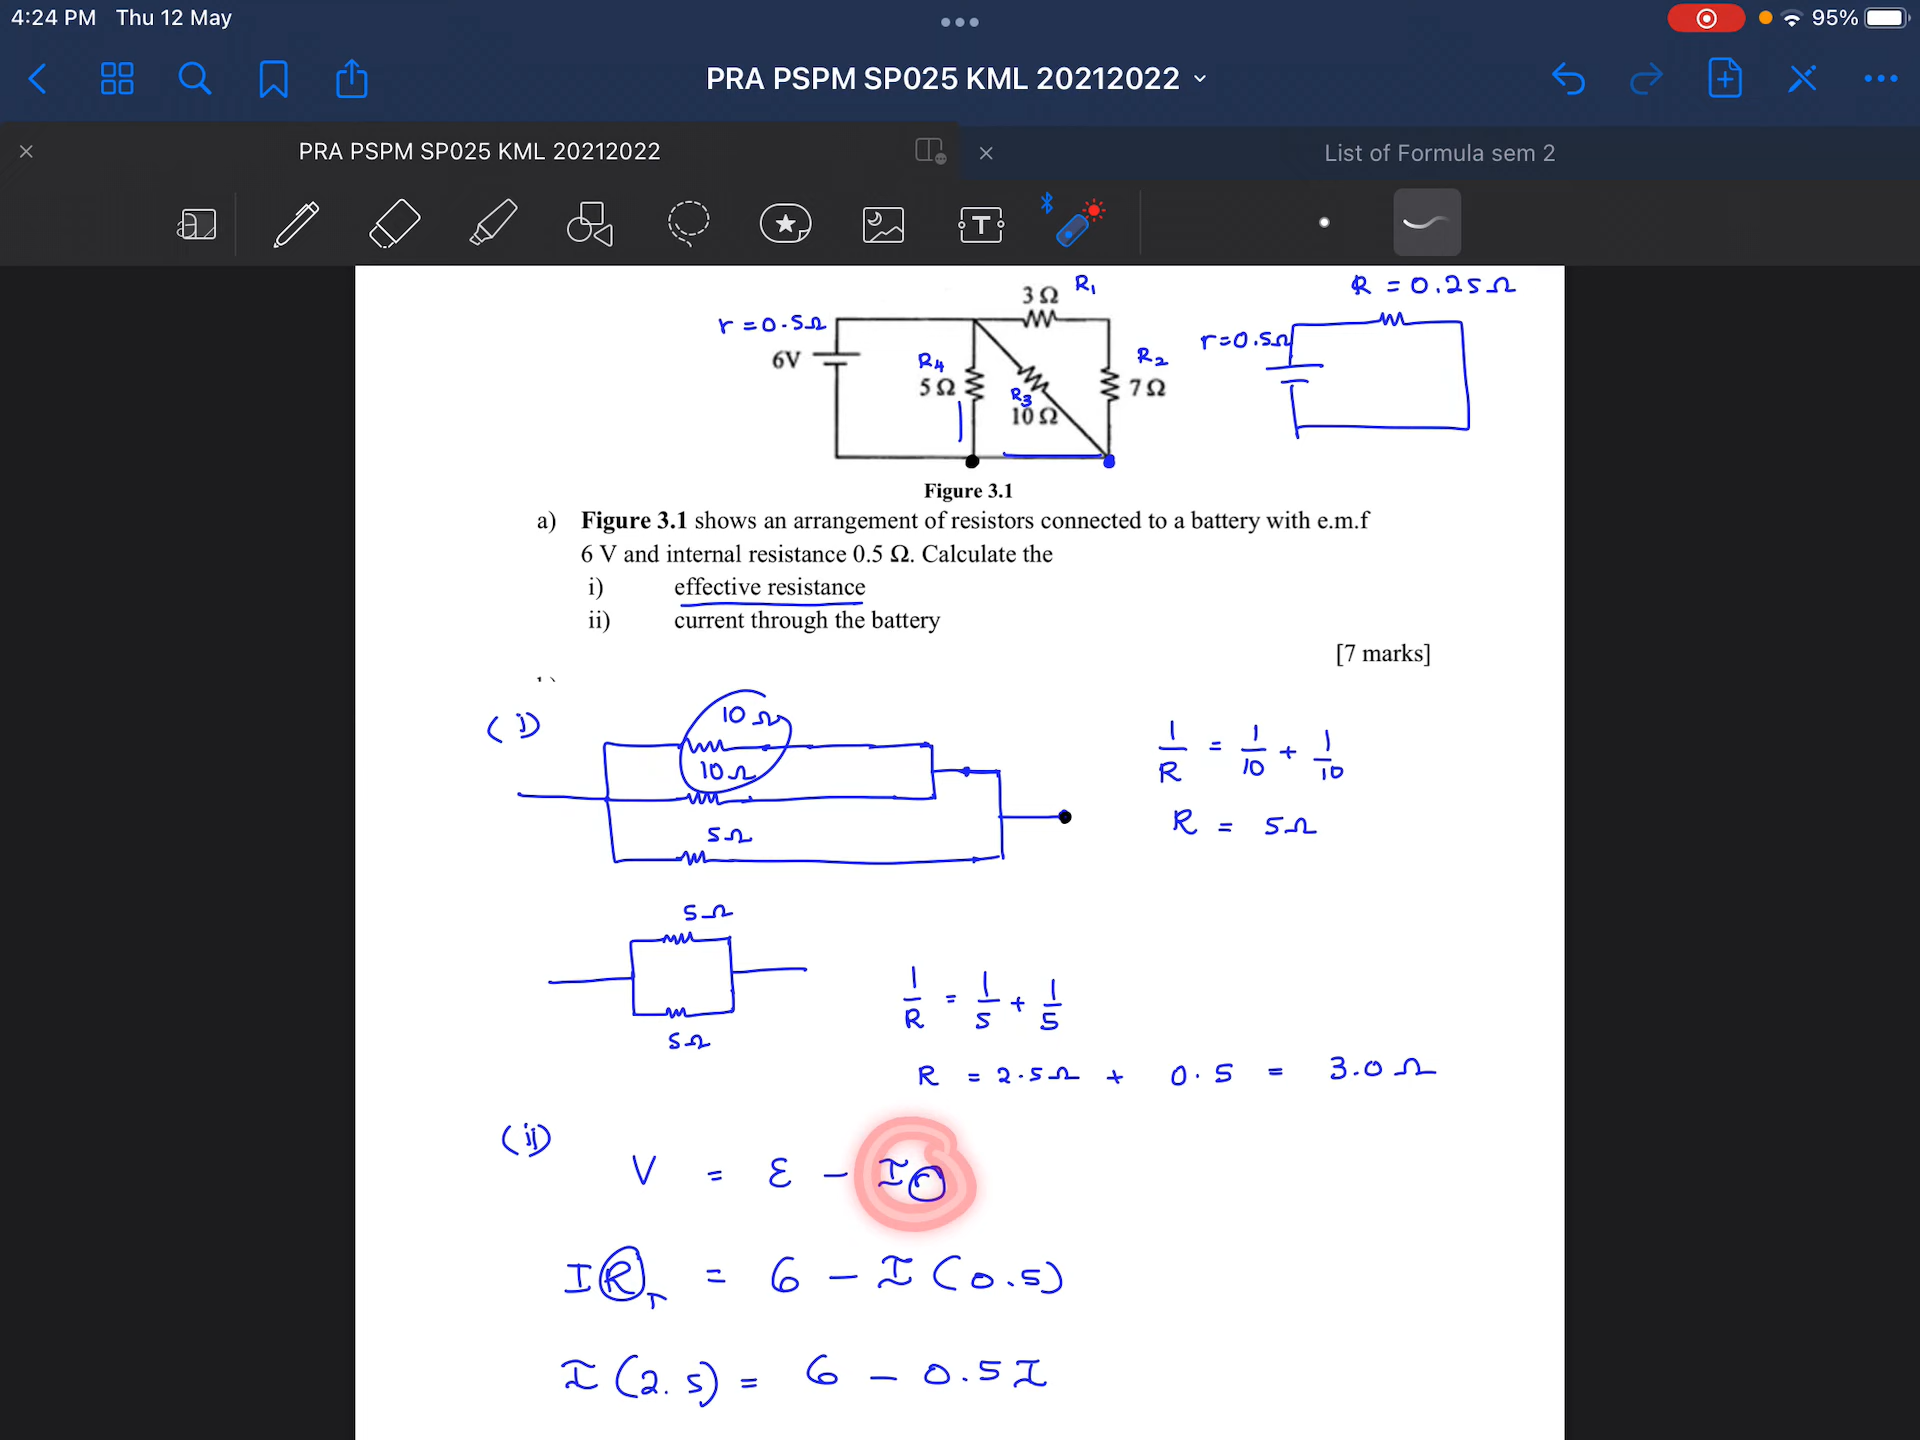 4:24 PM Thu 12 May
95%
PRA PSPM SP025 KML 20212022
PRA PSPM SP025 KML 20212022
List of Formula sem 2
3 Ω R₁
R = 0.25Ω
r = 0.5Ω
6V
R₄
5 Ω
R₃
10 Ω
R₂
7 Ω
r=0.5Ω
Figure 3.1
a) Figure 3.1 shows an arrangement of resistors connected to a battery with e.m.f
6 V and internal resistance 0.5 Ω. Calculate the
i) effective resistance
ii) current through the battery
[7 marks]
(i)
10 Ω
10Ω
5Ω
1/R = 1/10 + 1/10
R = 5Ω
5Ω
5Ω
1/R = 1/5 + 1/5
R = 2.5Ω + 0.5 = 3.0 Ω
(ii)
V = ε - Ir
IR_T = 6 - I(0.5)
I(2.5) = 6 - 0.5I